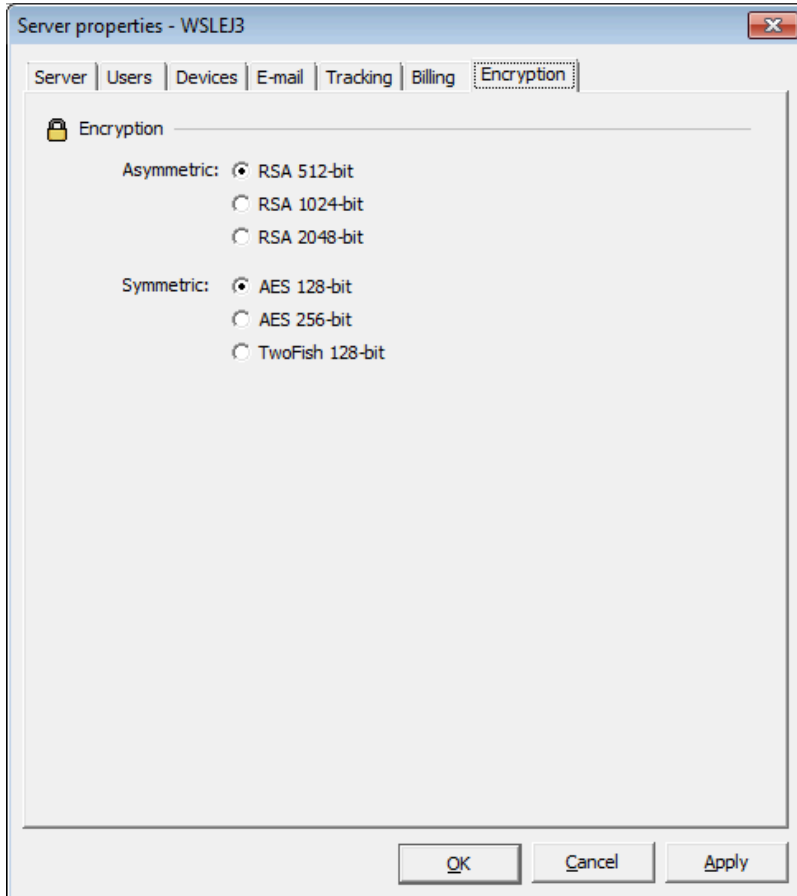 Server properties - WSLEJ3
Server Users Devices E-mail Tracking Billing Encryption
Encryption
Asymmetric: RSA 512-bit
RSA 1024-bit
RSA 2048-bit
Symmetric: AES 128-bit
AES 256-bit
TwoFish 128-bit
OK Cancel Apply